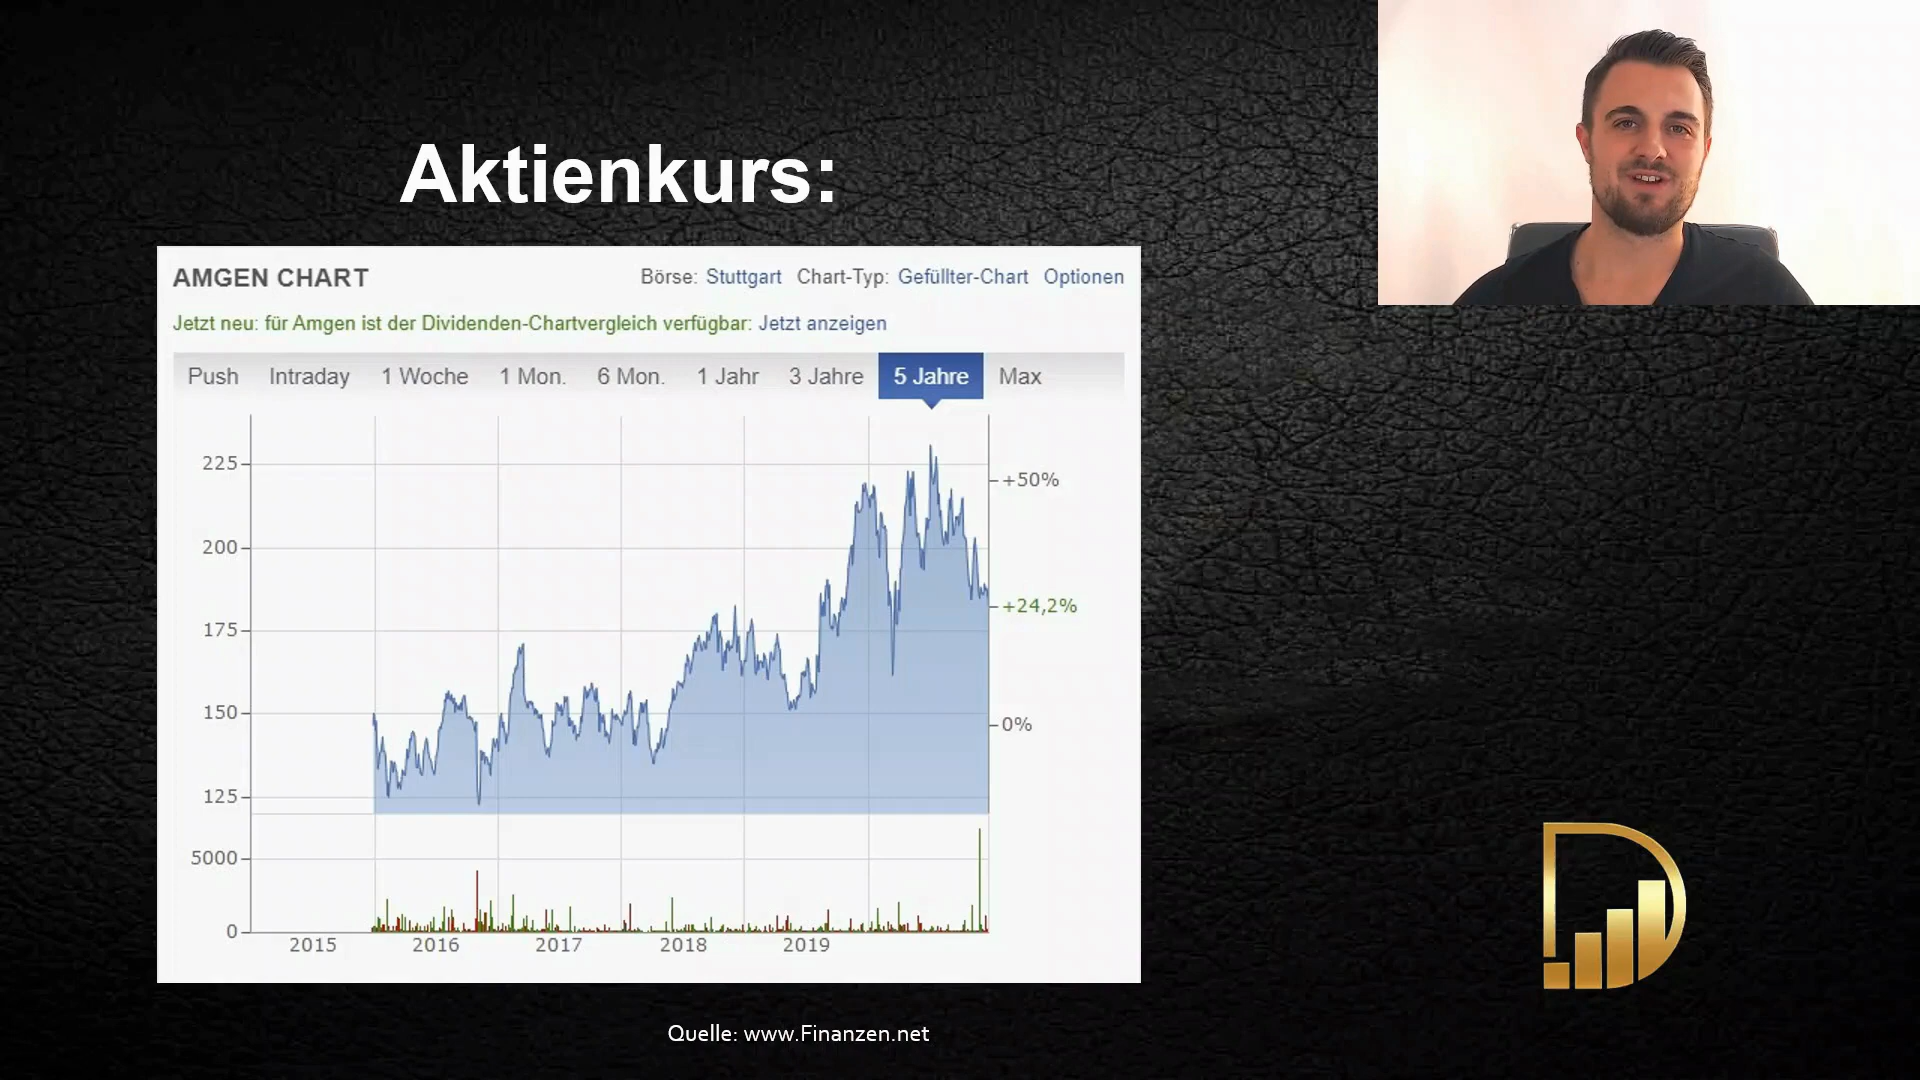 Aktienkurs:
AMGEN CHART
Börse: Stuttgart Chart-Typ: Gefüllter-Chart Optionen
Jetzt neu: für Amgen ist der Dividenden-Chartvergleich verfügbar: Jetzt anzeigen
Push Intraday 1 Woche 1 Mon. 6 Mon. 1 Jahr 3 Jahre 5 Jahre Max
225
+50%
200
+24,2%
175
150
0%
125
5000
0
2015 2016 2017 2018 2019
Quelle: www.Finanzen.net